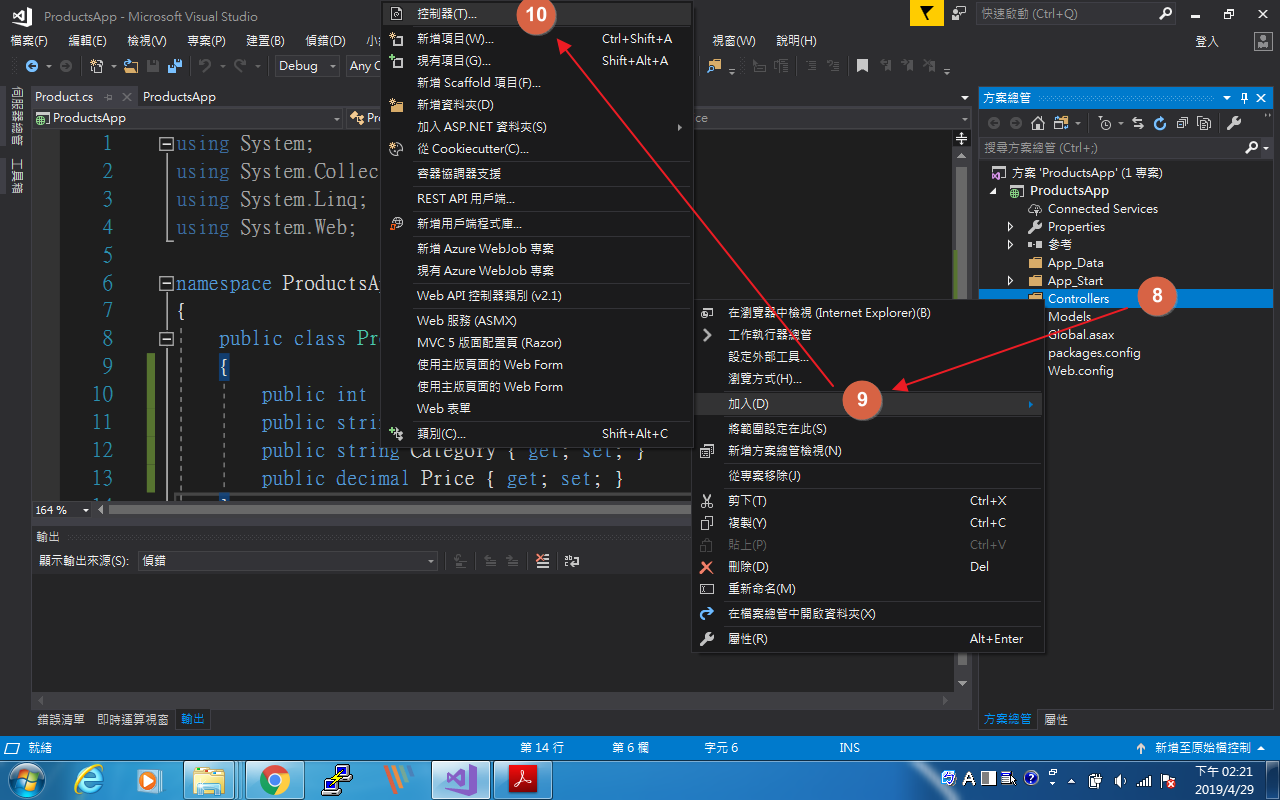 ProductsApp - Microsoft Visual Studio
快速啟動 (Ctrl+Q)
檔案(F) 編輯(E) 檢視(V) 專案(P) 建置(B) 偵錯(D) 視窗(W) 說明(H)
登入
Debug Any C
伺服器總管
工具箱
Product.cs ProductsApp
ProductsApp
1 using System;
2 using System.Collec
3 using System.Linq;
4 using System.Web;
5
6 namespace ProductsA
7 {
8 public class Pr
9 {
10 public int
11 public stri
12 public string Category { get; set; }
13 public decimal Price { get; set; }
164 %
輸出
顯示輸出來源(S): 偵錯
錯誤清單 即時運算視窗 輸出
控制器(T)...
10
新增項目(W)... Ctrl+Shift+A
現有項目(G)... Shift+Alt+A
新增 Scaffold 項目(F)...
新增資料夾(D)
加入 ASP.NET 資料夾(S)
從 Cookiecutter(C)...
容器協調器支援
REST API 用戶端...
新增用戶端程式庫...
新增 Azure WebJob 專案
現有 Azure WebJob 專案
Web API 控制器類別 (v2.1)
Web 服務 (ASMX)
MVC 5 版面配置頁 (Razor)
使用主版頁面的 Web Form
使用主版頁面的 Web Form
Web 表單
類別(C)... Shift+Alt+C
在瀏覽器中檢視 (Internet Explorer)(B)
工作執行器總管
設定外部工具...
瀏覽方式(H)...
加入(D)
9
將範圍設定在此(S)
新增方案總管檢視(N)
從專案移除(J)
剪下(T) Ctrl+X
複製(Y) Ctrl+C
貼上(P) Ctrl+V
刪除(D) Del
重新命名(M)
在檔案總管中開啟資料夾(X)
屬性(R) Alt+Enter
方案總管
搜尋方案總管 (Ctrl+;)
方案 'ProductsApp' (1 專案)
ProductsApp
Connected Services
Properties
參考
App_Data
App_Start
Controllers
8
Models
Global.asax
packages.config
Web.config
方案總管 屬性
就緒 第 14 行 第 6 欄 字元 6 INS 新增至原始檔控制
下午 02:21
2019/4/29